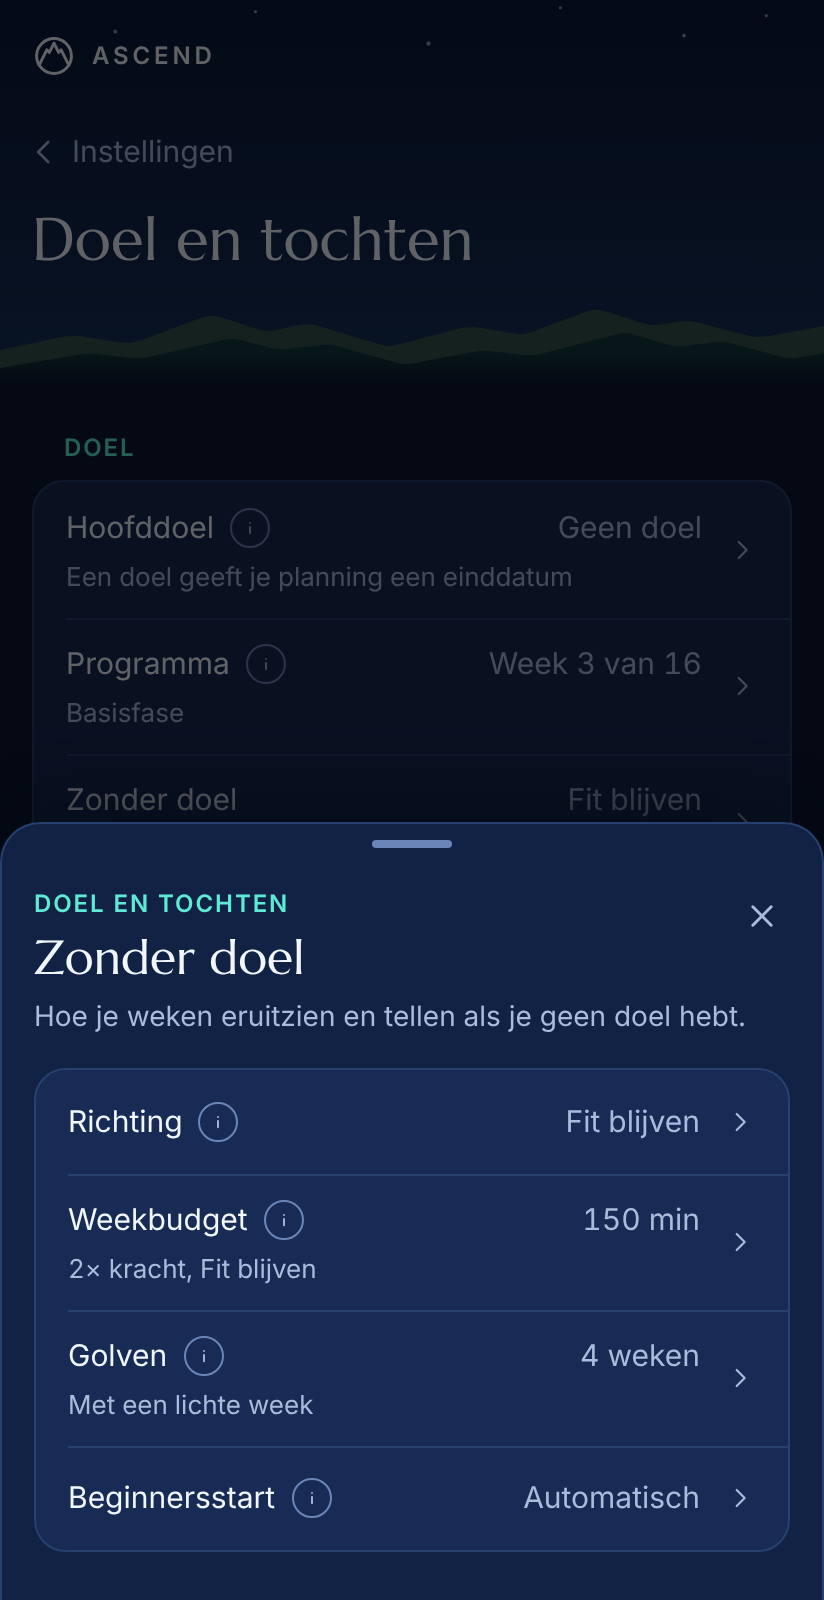 ASCEND
Instellingen
Doel en tochten
DOEL
Hoofddoel i Geen doel
Een doel geeft je planning een einddatum
Programma i Week 3 van 16
Basisfase
Zonder doel Fit blijven
DOEL EN TOCHTEN
Zonder doel
Hoe je weken eruitzien en tellen als je geen doel hebt.
Richting i Fit blijven
Weekbudget i 150 min
2× kracht, Fit blijven
Golven i 4 weken
Met een lichte week
Beginnersstart i Automatisch